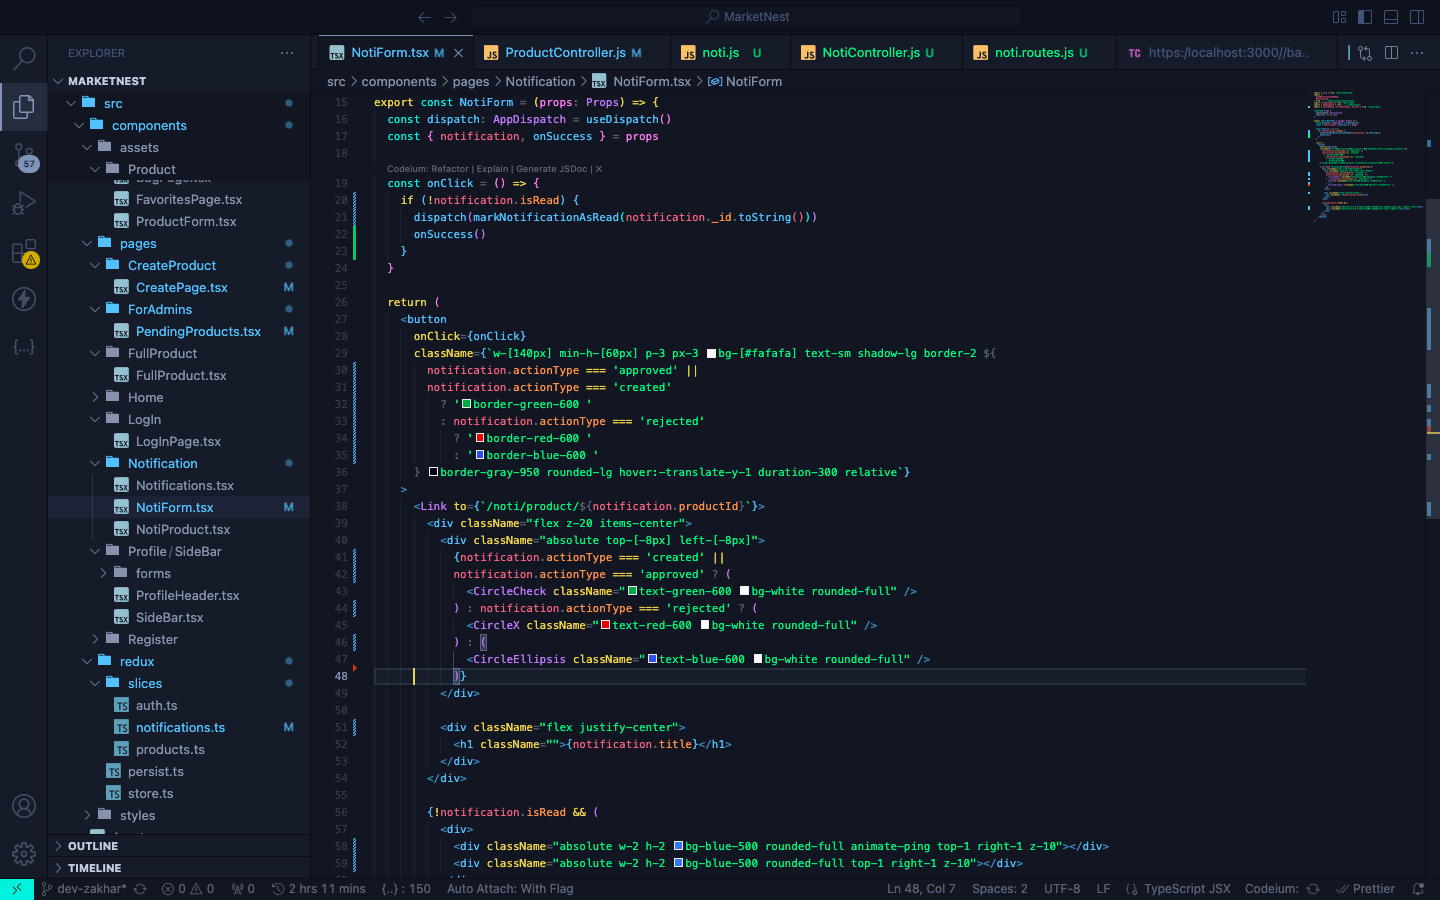 MarketNest
EXPLORER
MARKETNEST
src
components
assets
Product
FavoritesPage.tsx
ProductForm.tsx
pages
CreateProduct
CreatePage.tsx M
ForAdmins
PendingProducts.tsx M
FullProduct
FullProduct.tsx
Home
LogIn
LogInPage.tsx
Notification
Notifications.tsx
NotiForm.tsx M
NotiProduct.tsx
Profile / SideBar
forms
ProfileHeader.tsx
SideBar.tsx
Register
redux
slices
auth.ts
notifications.ts M
products.ts
persist.ts
store.ts
styles
OUTLINE
TIMELINE
57
NotiForm.tsx M
ProductController.js M
noti.js U
NotiController.js U
noti.routes.js U
TC https://localhost:3000//ba..
src > components > pages > Notification > NotiForm.tsx > NotiForm
15 export const NotiForm = (props: Props) => {
16 const dispatch: AppDispatch = useDispatch()
17 const { notification, onSuccess } = props
18
Codeium: Refactor | Explain | Generate JSDoc | X
19 const onClick = () => {
20 if (!notification.isRead) {
21 dispatch(markNotificationAsRead(notification._id.toString()))
22 onSuccess()
23 }
24 }
25
26 return (
27 <button
28 onClick={onClick}
29 className={`w-[140px] min-h-[60px] p-3 px-3 bg-[#fafafa] text-sm shadow-lg border-2 ${
30 notification.actionType === 'approved' ||
31 notification.actionType === 'created'
32 ? 'border-green-600 '
33 : notification.actionType === 'rejected'
34 ? 'border-red-600 '
35 : 'border-blue-600 '
36 } border-gray-950 rounded-lg hover:-translate-y-1 duration-300 relative`}
37 >
38 <Link to={`/noti/product/${notification.productId}`}>
39 <div className="flex z-20 items-center">
40 <div className="absolute top-[-8px] left-[-8px]">
41 {notification.actionType === 'created' ||
42 notification.actionType === 'approved' ? (
43 <CircleCheck className="text-green-600 bg-white rounded-full" />
44 ) : notification.actionType === 'rejected' ? (
45 <CircleX className="text-red-600 bg-white rounded-full" />
46 ) : (
47 <CircleEllipsis className="text-blue-600 bg-white rounded-full" />
48 )}
49 </div>
50
51 <div className="flex justify-center">
52 <h1 className="">{notification.title}</h1>
53 </div>
54 </div>
55
56 {!notification.isRead && (
57 <div>
58 <div className="absolute w-2 h-2 bg-blue-500 rounded-full animate-ping top-1 right-1 z-10"></div>
59 <div className="absolute w-2 h-2 bg-blue-500 rounded-full top-1 right-1 z-10"></div>
dev-zakhar* 0 0 0 2 hrs 11 mins {..} : 150 Auto Attach: With Flag Ln 48, Col 7 Spaces: 2 UTF-8 LF TypeScript JSX Codeium: Prettier